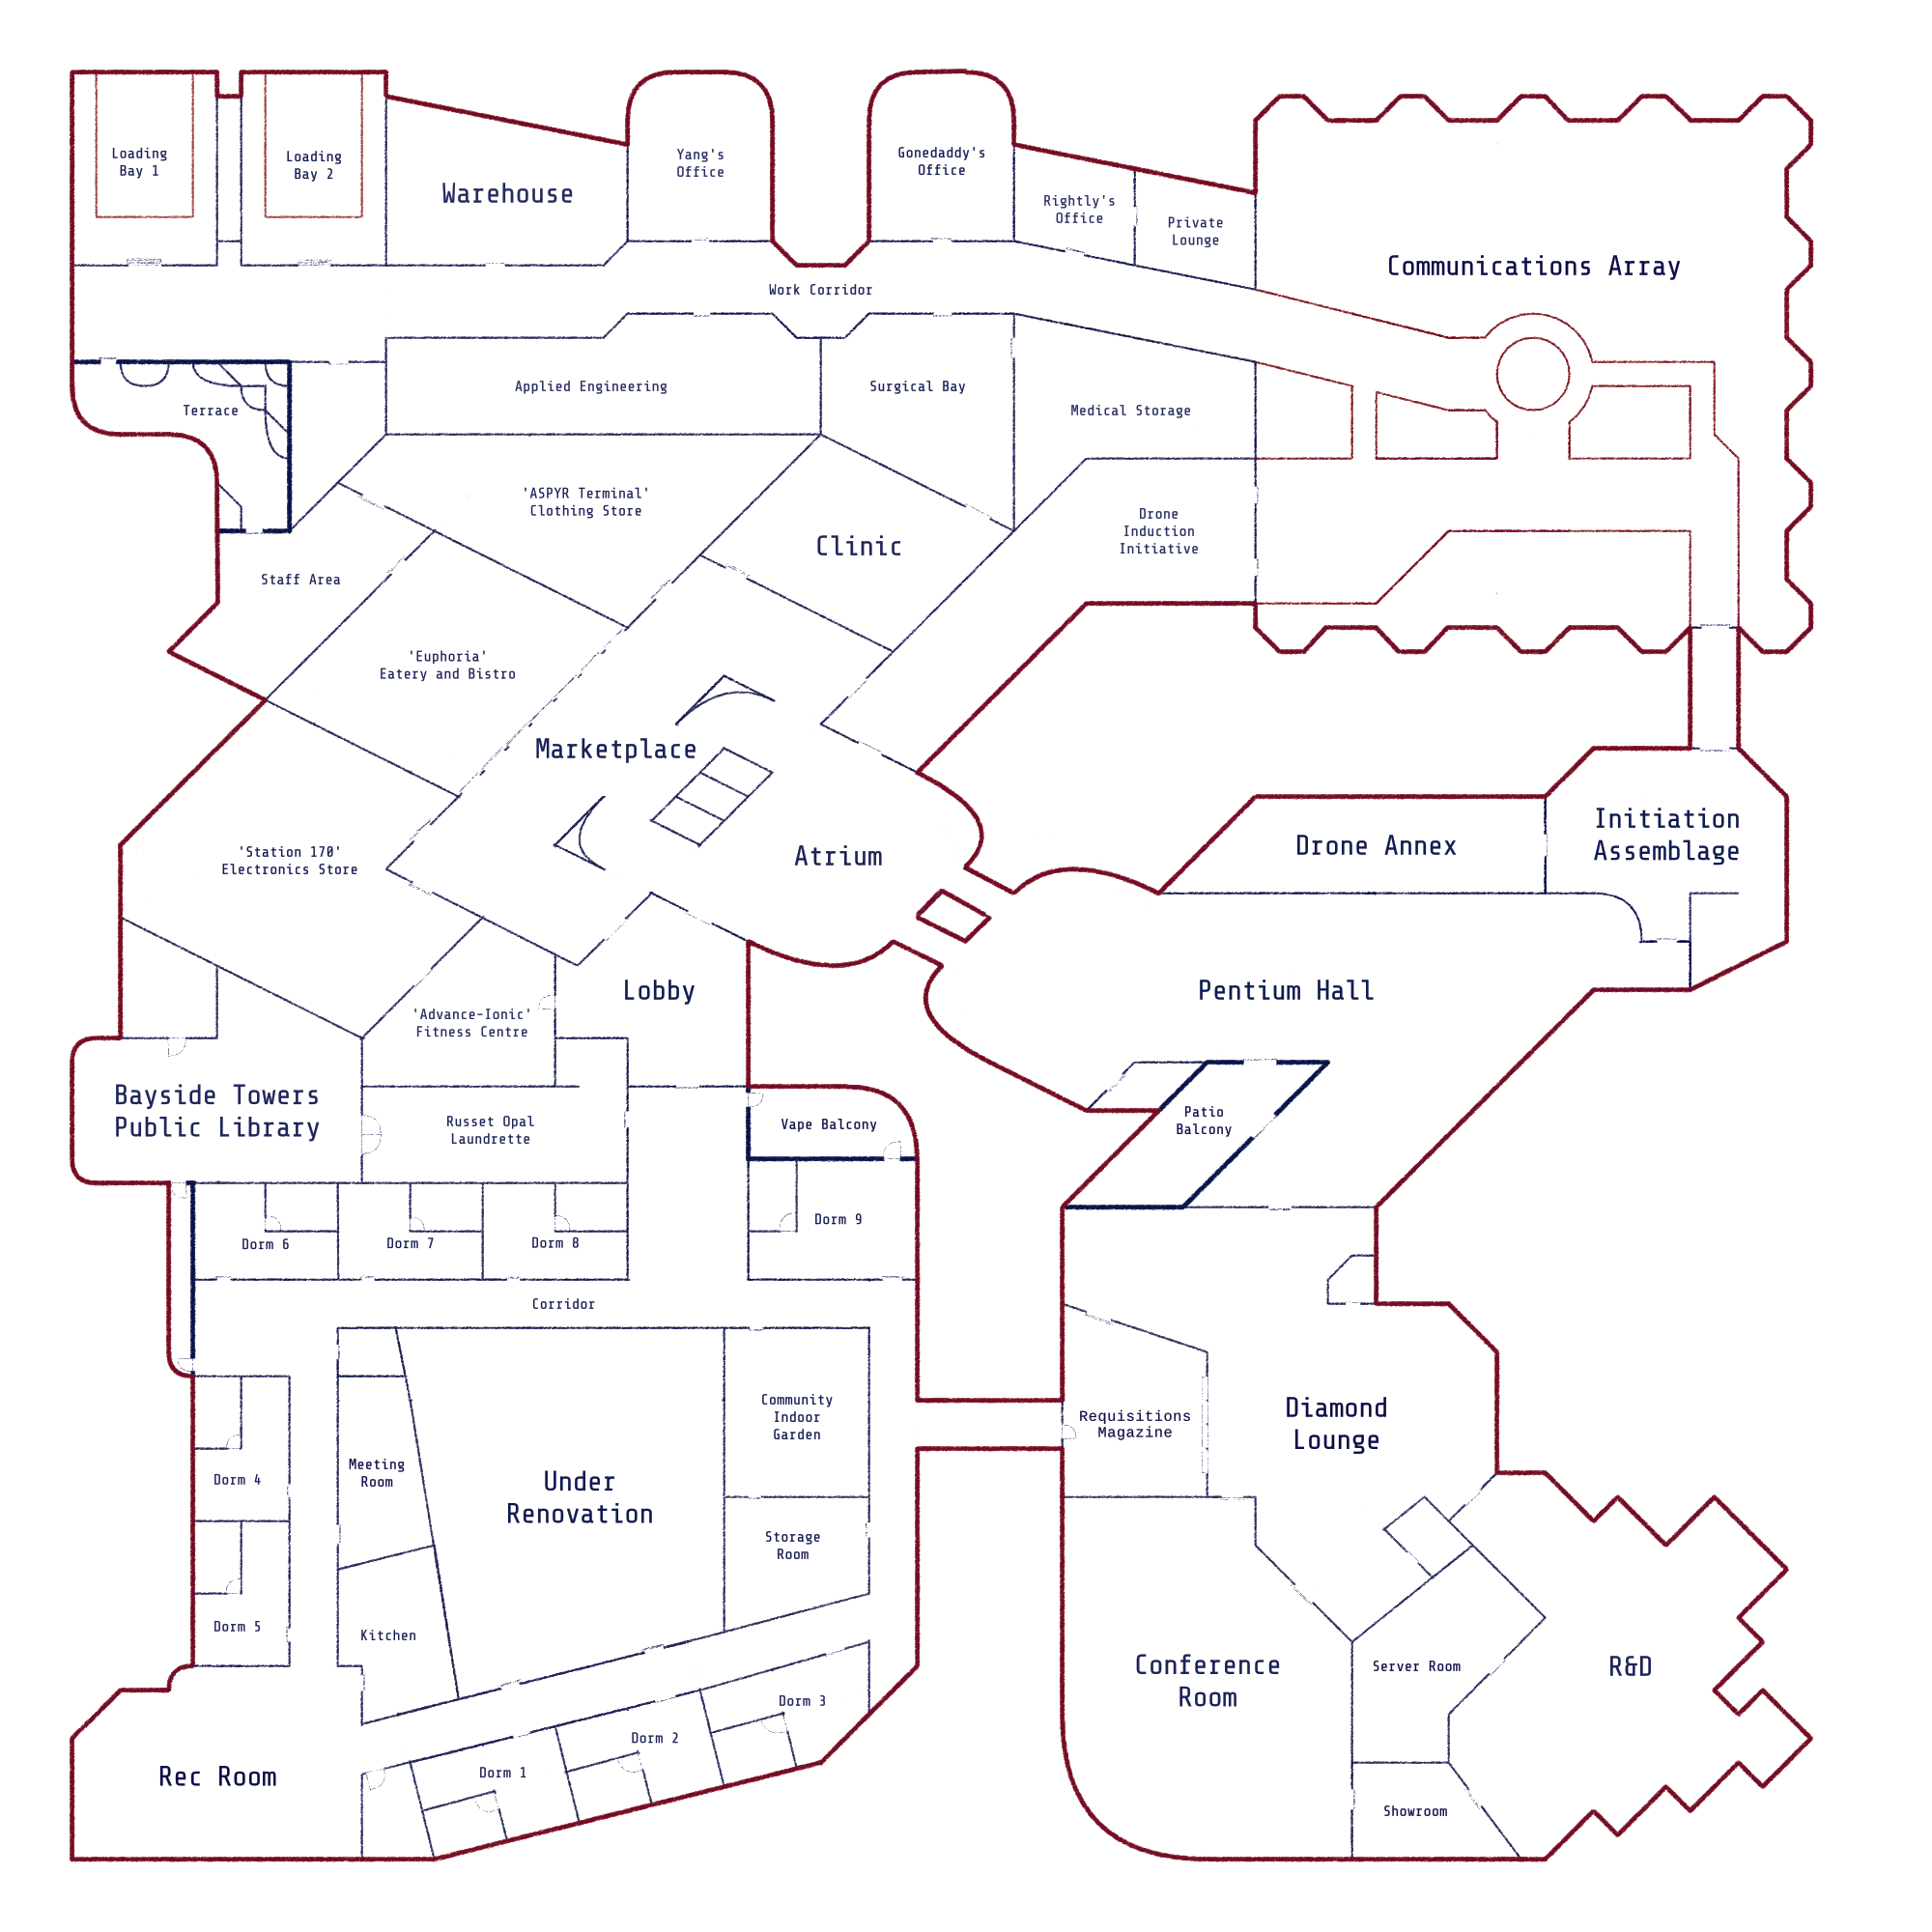 Loading
Bay 1
Loading
Bay 2
Warehouse
Yang's
Office
Gonedaddy's
Office
Rightly's
Office
Private
Lounge
Communications Array
Work Corridor
Terrace
Applied Engineering
Surgical Bay
Medical Storage
'ASPYR Terminal'
Clothing Store
Clinic
Drone
Induction
Initiative
Staff Area
'Euphoria'
Eatery and Bistro
Marketplace
Atrium
Drone Annex
Initiation
Assemblage
'Station 170'
Electronics Store
Lobby
Pentium Hall
'Advance-Ionic'
Fitness Centre
Bayside Towers
Public Library
Russet Opal
Laundrette
Vape Balcony
Patio
Balcony
Dorm 6
Dorm 7
Dorm 8
Dorm 9
Corridor
Community
Indoor
Garden
Requisitions
Magazine
Diamond
Lounge
Meeting
Room
Dorm 4
Under
Renovation
Storage
Room
Dorm 5
Kitchen
Conference
Room
Server Room
R&D
Dorm 3
Dorm 2
Dorm 1
Rec Room
Showroom